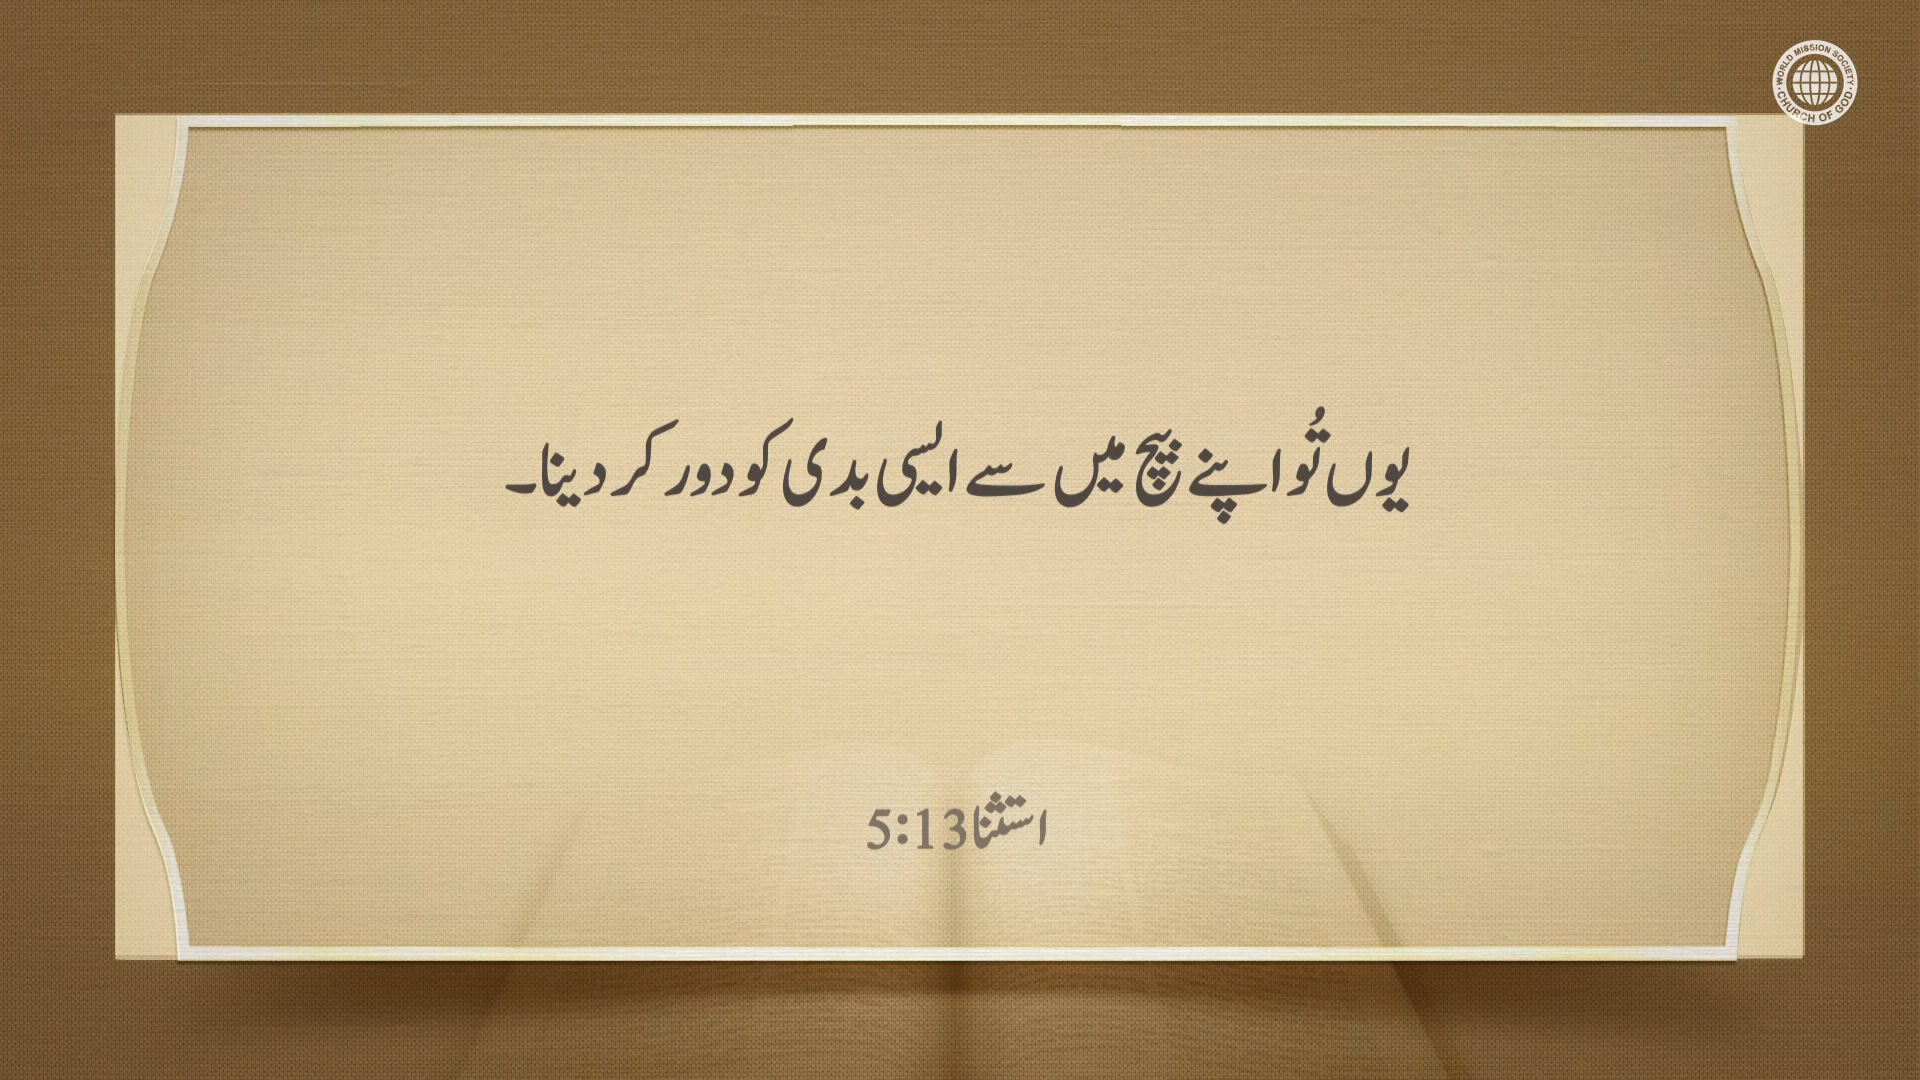 WORLD MISSION SOCIETY CHURCH OF GOD
یوں تُو اپنے بیچ میں سے ایسی بدی کو دور کر دینا۔
استثنا 5:13